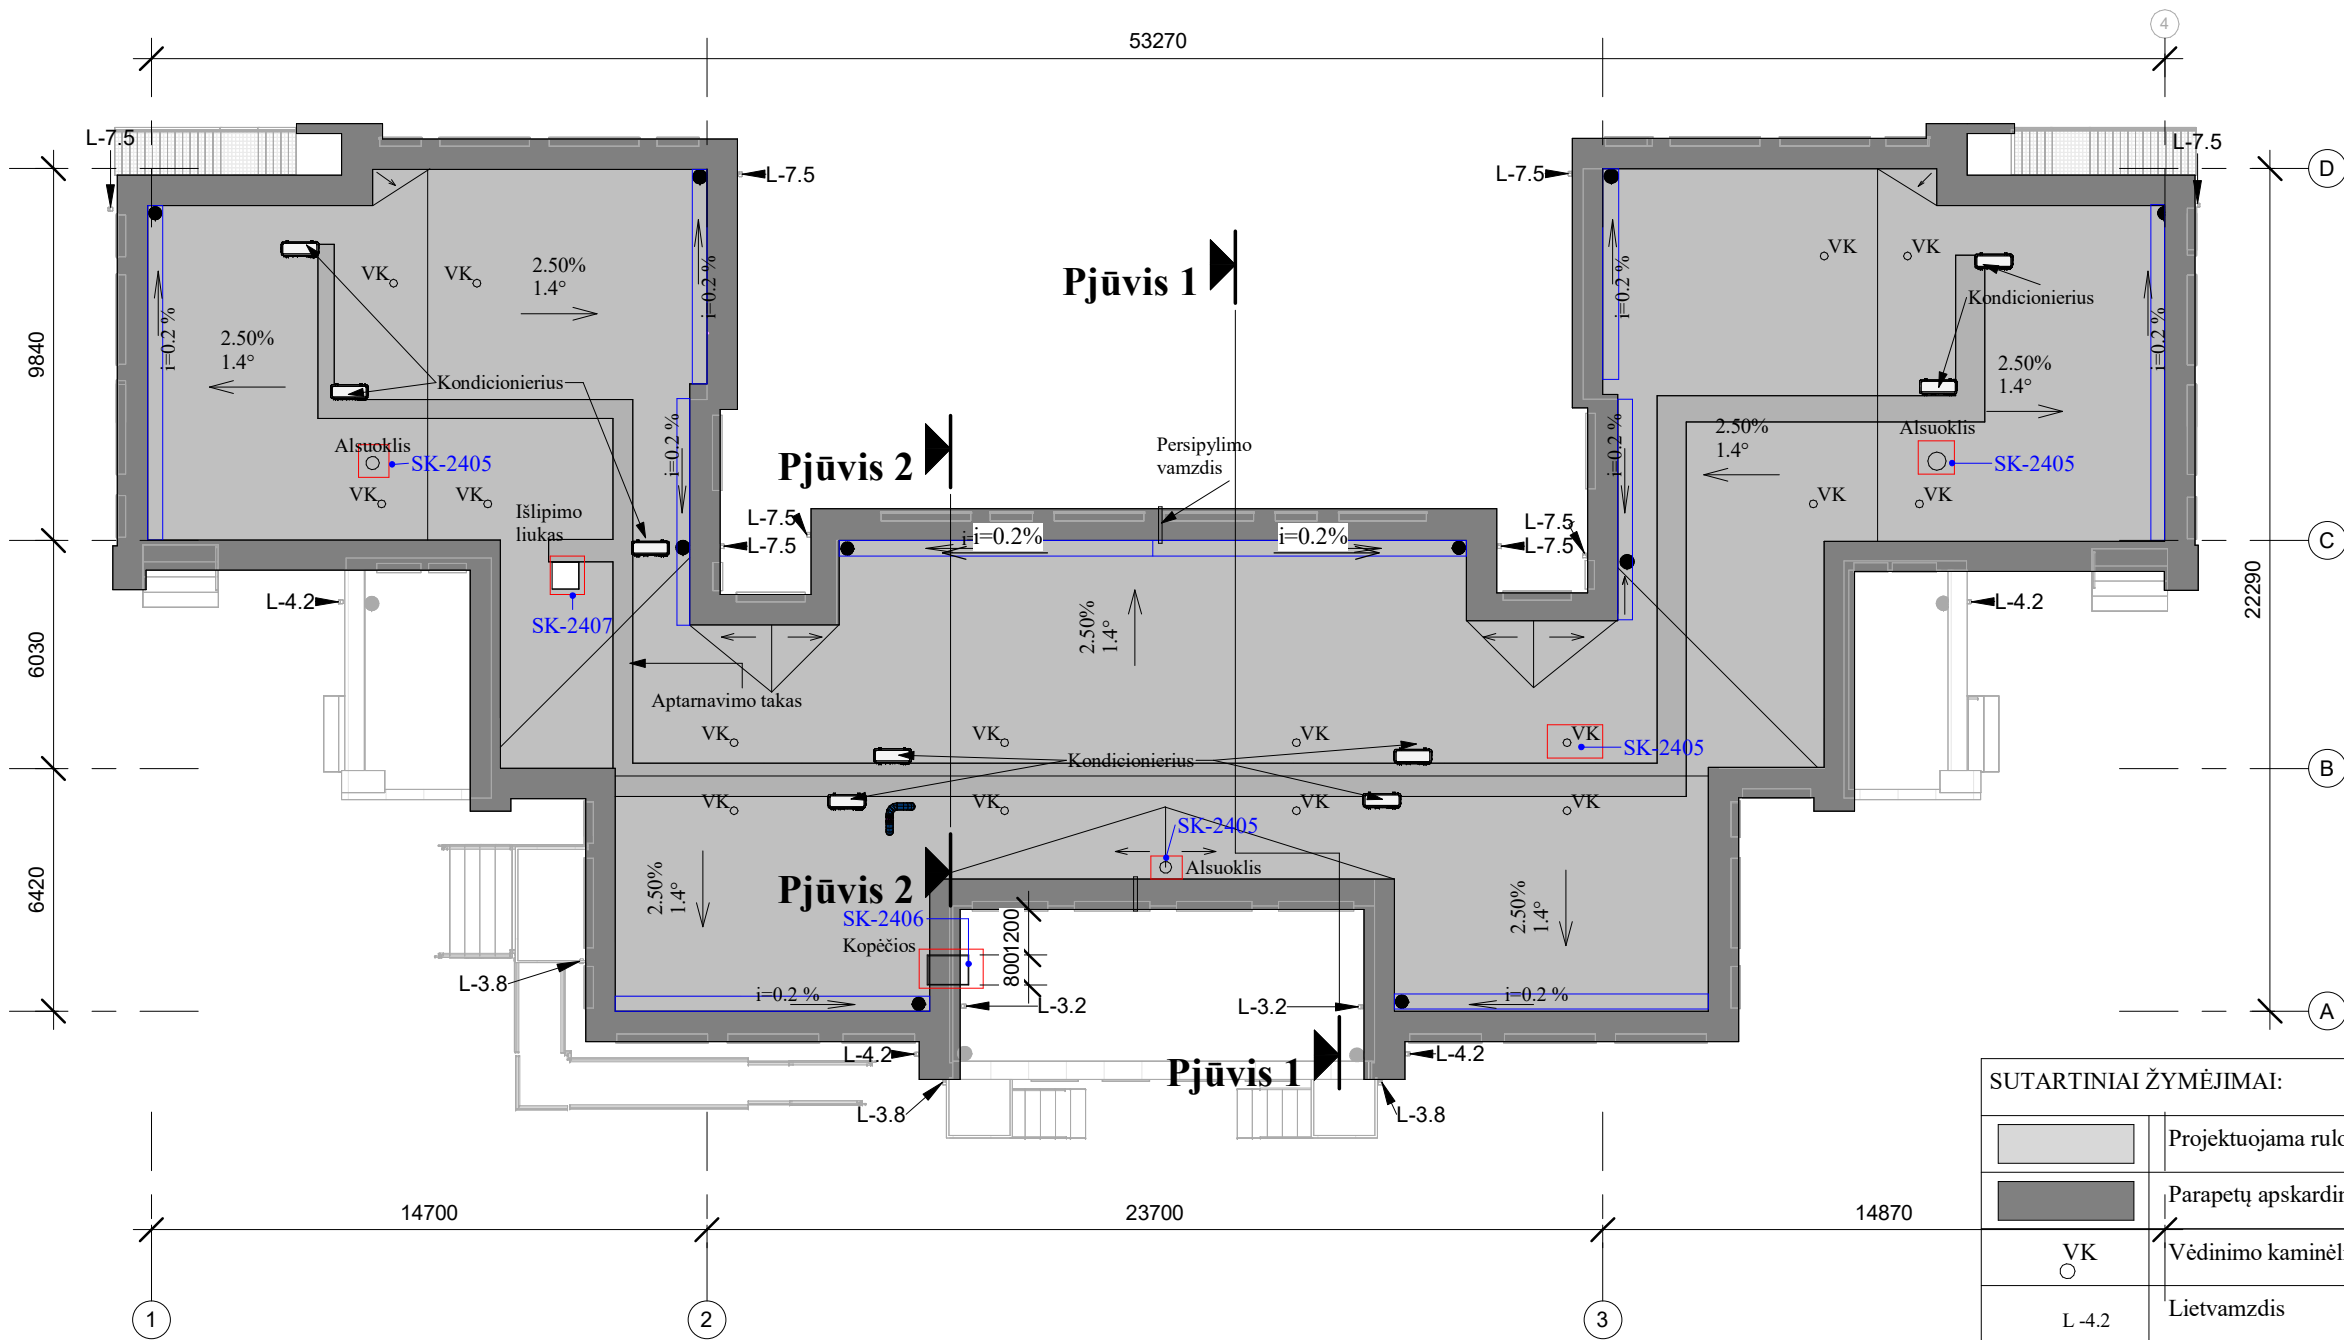 4
53270
L-7.5
L-7.5
L-7.5
L-7.5
D
VK
VK
2.50%
1.4°
i=0.2 %
i=0.2 %
2.50%
1.4°
Pjūvis 1
i=0.2 %
VK
VK
Kondicionierius
i=0.2 %
2.50%
1.4°
9840
Kondicionierius
i=0.2 %
Alsuoklis
SK-2405
VK
VK
Išlipimo
liukas
Pjūvis 2
Persipylimo
vamzdis
i=0.2 %
2.50%
1.4°
Alsuoklis
SK-2405
VK
VK
L-7.5
L-7.5
i=
i=0.2%
i=0.2%
L-7.5
L-7.5
C
L-4.2
SK-2407
L-4.2
22290
6030
2.50%
1.4°
Aptarnavimo takas
VK
VK
VK
VK
SK-2405
Kondicionierius
B
VK
VK
VK
VK
SK-2405
Alsuoklis
6420
2.50%
1.4°
Pjūvis 2
SK-2406
Kopėčios
1200
800
2.50%
1.4°
L-3.8
i=0.2 %
L-3.2
L-3.2
i=0.2 %
A
L-4.2
Pjūvis 1
L-4.2
L-3.8
L-3.8
SUTARTINIAI ŽYMĖJIMAI:
Projektuojama
Parapetų
VK
Vėdinimo
L -4.2
Lietvamzdis
14700
23700
14870
1
2
3